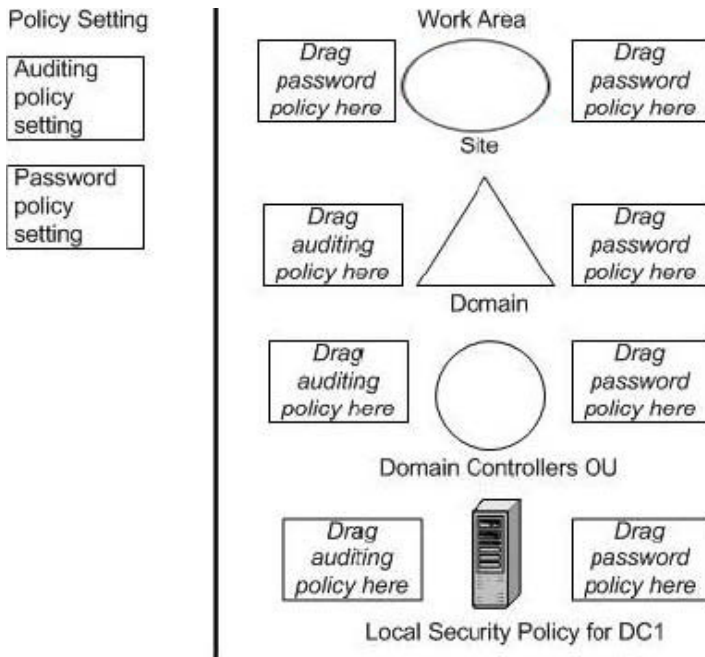 Policy Setting
Auditing
policy
setting
Password
policy
setting
Work Area
Drag
password
policy here
Drag
password
policy here
Site
Drag
auditing
policy here
Drag
password
policy here
Domain
Drag
auditing
policy here
Drag
password
policy here
Domain Controllers OU
Drag
auditing
policy here
Drag
password
policy here
Local Security Policy for DC1